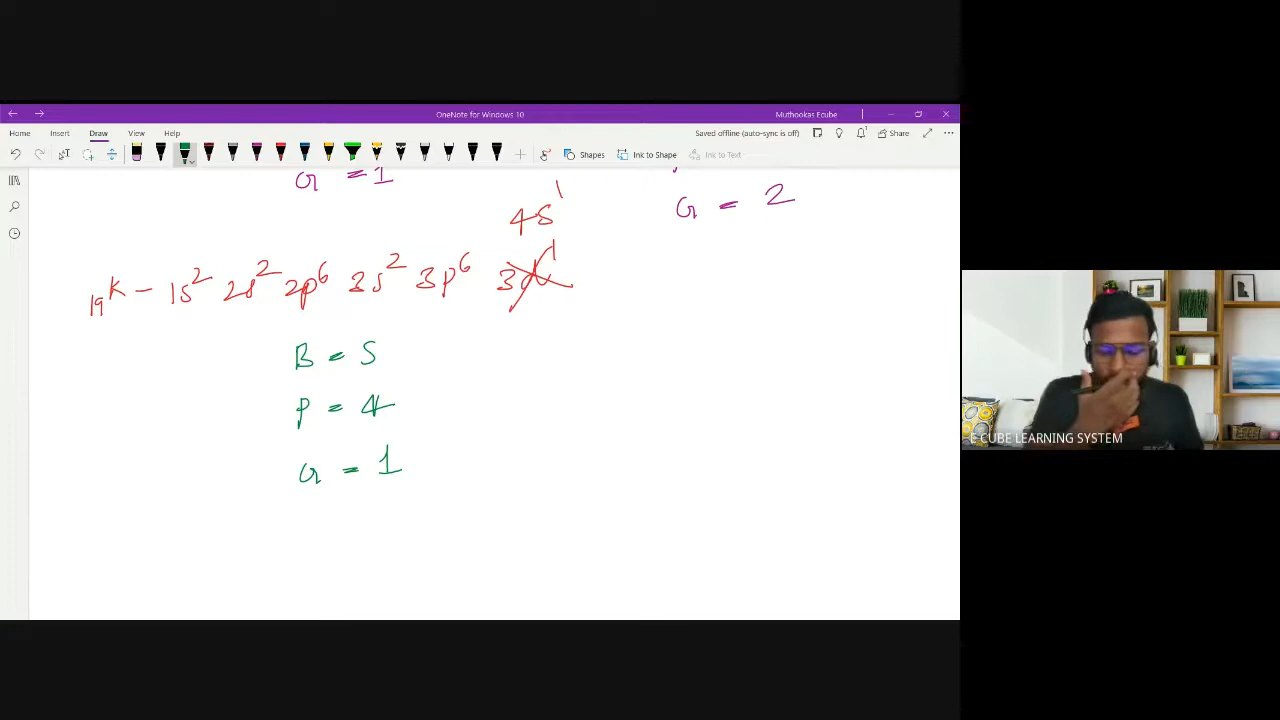 OneNote for Windows 10
Muthookas Ecube
Home Insert Draw View Help
Saved offline (auto-sync is off)
Share
Shapes
Ink to Shape
Ink to Text
G = 1
G = 2
4s¹
₁₉K - 1s² 2s² 2p⁶ 3s² 3p⁶ 3d¹
B = S
P = 4
G = 1
E CUBE LEARNING SYSTEM